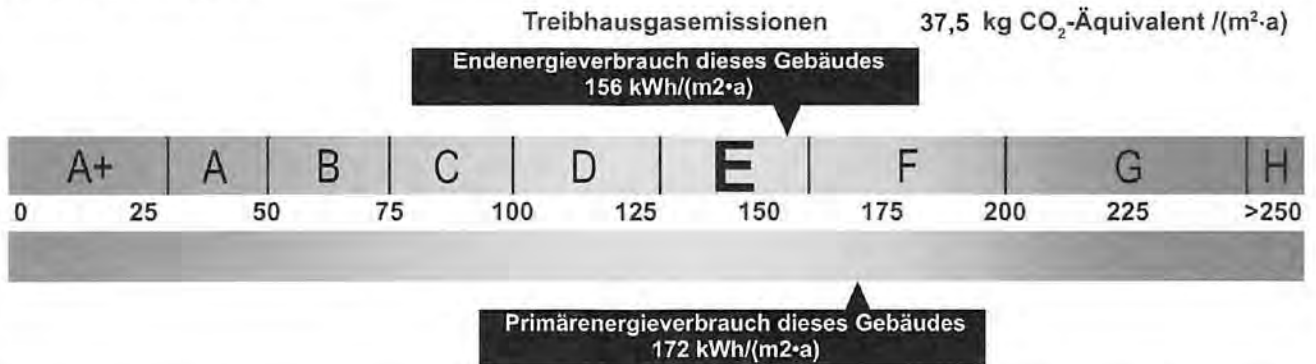 Treibhausgasemissionen 37,5 kg CO₂-Äquivalent /(m²·a)
Endenergieverbrauch dieses Gebäudes
156 kWh/(m2•a)
A+ A B C D E F G H
0 25 50 75 100 125 150 175 200 225 >250
Primärenergieverbrauch dieses Gebäudes
172 kWh/(m2•a)